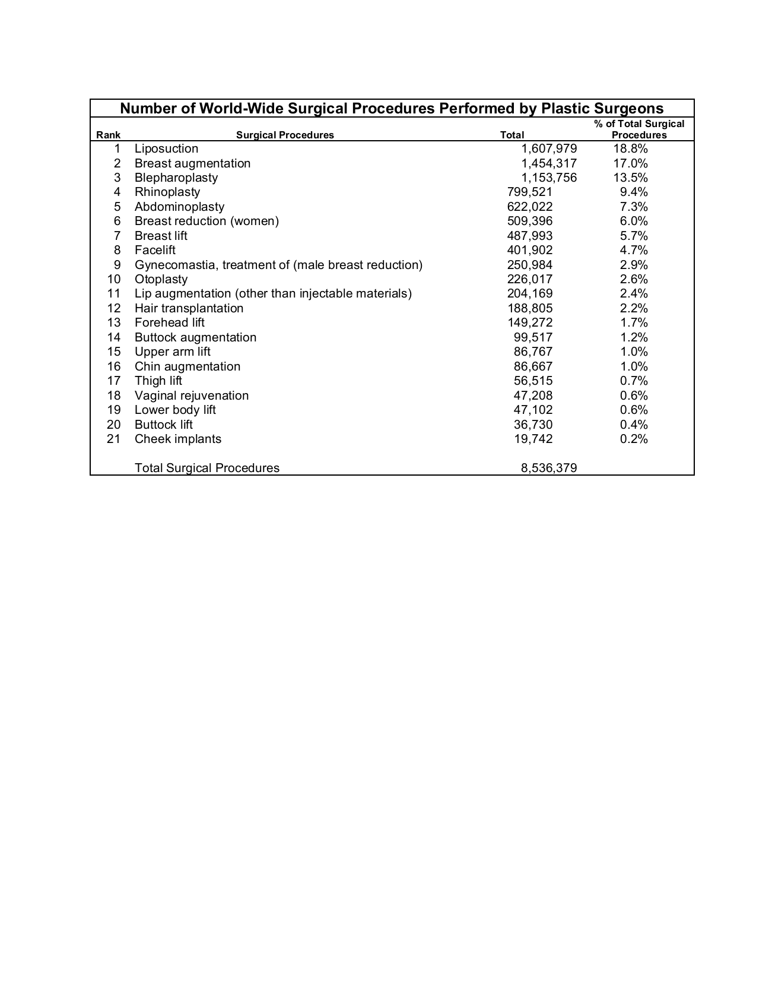 Number of World-Wide Surgical Procedures Performed by Plastic Surgeons
Rank Surgical Procedures Total % of Total Surgical Procedures
1 Liposuction 1,607,979 18.8%
2 Breast augmentation 1,454,317 17.0%
3 Blepharoplasty 1,153,756 13.5%
4 Rhinoplasty 799,521 9.4%
5 Abdominoplasty 622,022 7.3%
6 Breast reduction (women) 509,396 6.0%
7 Breast lift 487,993 5.7%
8 Facelift 401,902 4.7%
9 Gynecomastia, treatment of (male breast reduction) 250,984 2.9%
10 Otoplasty 226,017 2.6%
11 Lip augmentation (other than injectable materials) 204,169 2.4%
12 Hair transplantation 188,805 2.2%
13 Forehead lift 149,272 1.7%
14 Buttock augmentation 99,517 1.2%
15 Upper arm lift 86,767 1.0%
16 Chin augmentation 86,667 1.0%
17 Thigh lift 56,515 0.7%
18 Vaginal rejuvenation 47,208 0.6%
19 Lower body lift 47,102 0.6%
20 Buttock lift 36,730 0.4%
21 Cheek implants 19,742 0.2%
Total Surgical Procedures 8,536,379